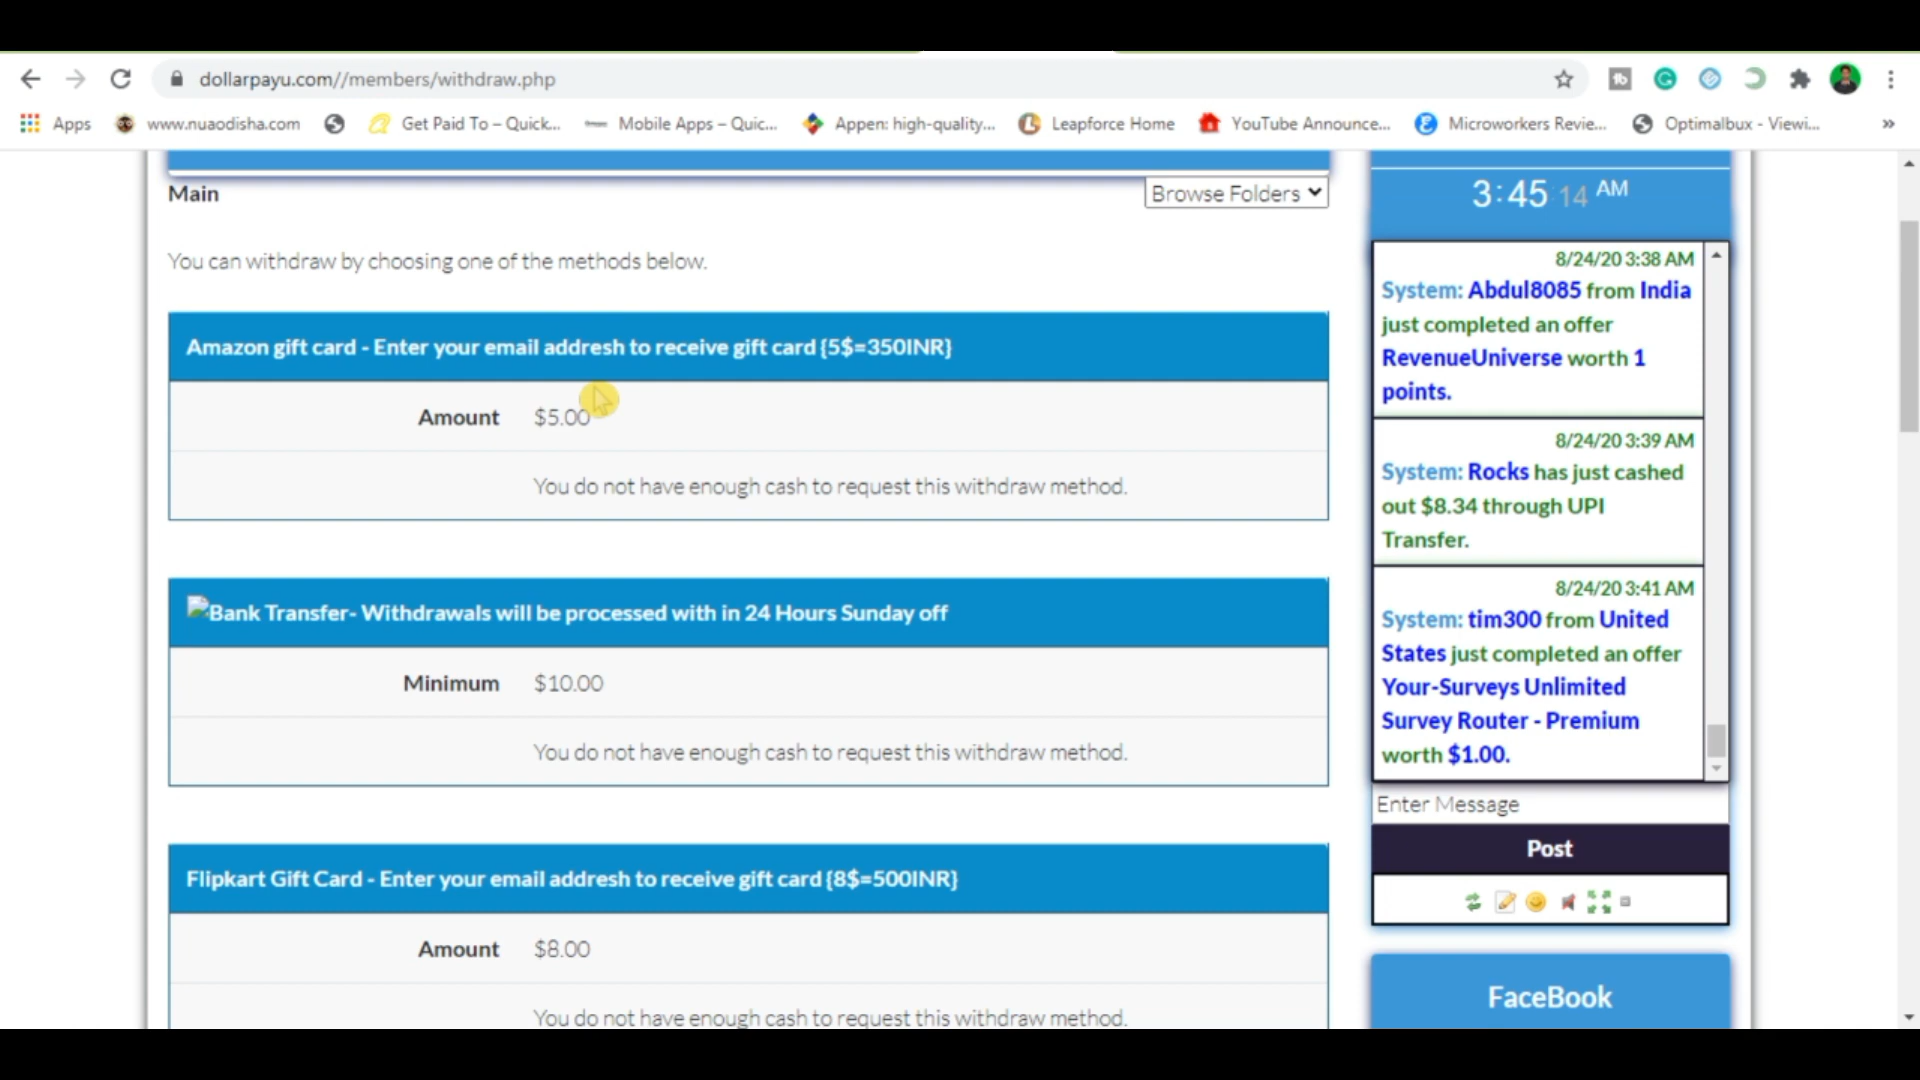 dollarpayu.com//members/withdraw.php
Apps
www.nuaodisha.com
Get Paid To – Quick...
Mobile Apps – Quic...
Appen: high-quality...
Leapforce Home
YouTube Announce...
Microworkers Revie...
Optimalbux - Viewi...
»
Main
Browse Folders
You can withdraw by choosing one of the methods below.
Amazon gift card - Enter your email addresh to receive gift card {5$=350INR}
Amount $5.00
You do not have enough cash to request this withdraw method.
Bank Transfer- Withdrawals will be processed with in 24 Hours Sunday off
Minimum $10.00
You do not have enough cash to request this withdraw method.
Flipkart Gift Card - Enter your email addresh to receive gift card {8$=500INR}
Amount $8.00
You do not have enough cash to request this withdraw method.
3:45 14 AM
8/24/20 3:38 AM
System: Abdul8085 from India
just completed an offer
RevenueUniverse worth 1
points.
8/24/20 3:39 AM
System: Rocks has just cashed
out $8.34 through UPI
Transfer.
8/24/20 3:41 AM
System: tim300 from United
States just completed an offer
Your-Surveys Unlimited
Survey Router - Premium
worth $1.00.
Enter Message
Post
FaceBook